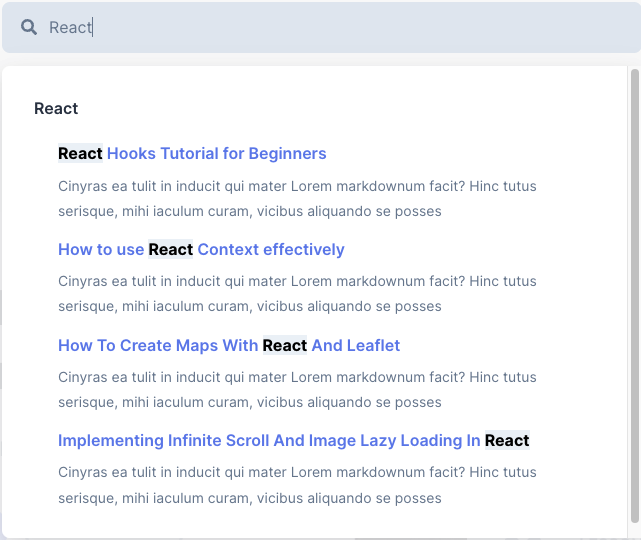 React
React
React Hooks Tutorial for Beginners
Cinyras ea tulit in inducit qui mater Lorem markdownum facit? Hinc tutus
serisque, mihi iaculum curam, vicibus aliquando se posses
How to use React Context effectively
Cinyras ea tulit in inducit qui mater Lorem markdownum facit? Hinc tutus
serisque, mihi iaculum curam, vicibus aliquando se posses
How To Create Maps With React And Leaflet
Cinyras ea tulit in inducit qui mater Lorem markdownum facit? Hinc tutus
serisque, mihi iaculum curam, vicibus aliquando se posses
Implementing Infinite Scroll And Image Lazy Loading In React
Cinyras ea tulit in inducit qui mater Lorem markdownum facit? Hinc tutus
serisque, mihi iaculum curam, vicibus aliquando se posses